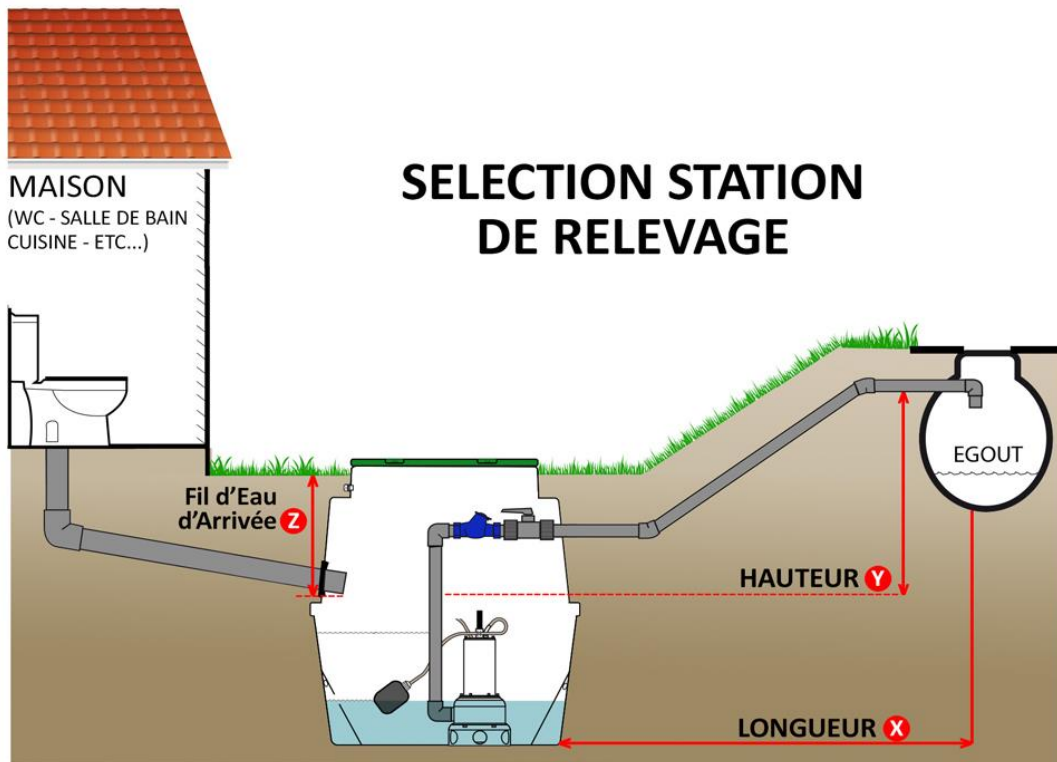 MAISON
(WC - SALLE DE BAIN
CUISINE - ETC...)
SELECTION STATION
DE RELEVAGE
EGOUT
Fil d’Eau
d’Arrivée Z
HAUTEUR Y
LONGUEUR X